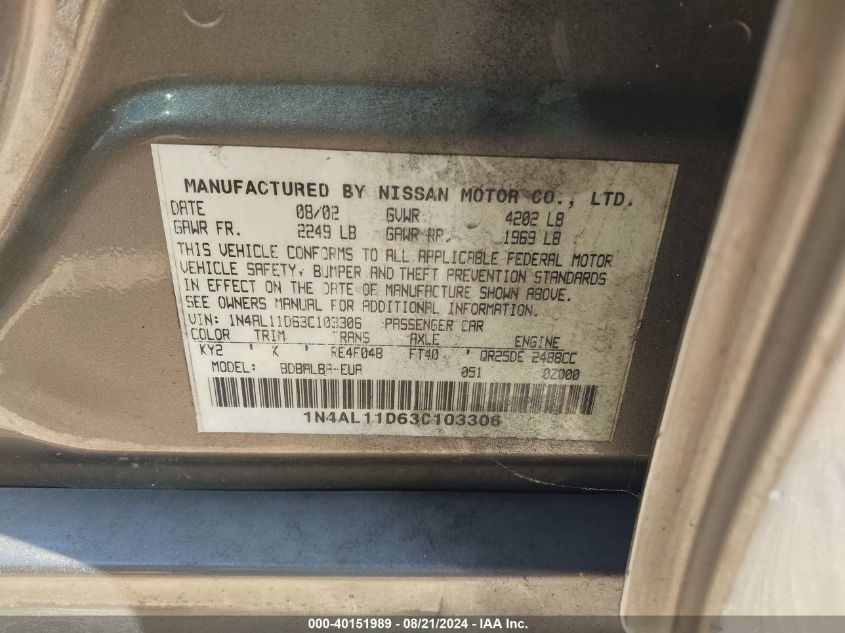 MANUFACTURED BY NISSAN MOTOR CO., LTD.
DATE 08/02 GVWR 4202 LB
GAWR FR. 2249 LB GAWR RR. 1969 LB
THIS VEHICLE CONFORMS TO ALL APPLICABLE FEDERAL MOTOR
VEHICLE SAFETY, BUMPER AND THEFT PREVENTION STANDARDS
IN EFFECT ON THE DATE OF MANUFACTURE SHOWN ABOVE.
SEE OWNERS MANUAL FOR ADDITIONAL INFORMATION.
VIN: 1N4AL11D63C103306 PASSENGER CAR
COLOR TRIM TRANS AXLE ENGINE
KY2 ' K ' RE4F04B FT40 ' QR25DE 2488CC
MODEL: BDBALBA-EUA 051 0Z000
1N4AL11D63C103306
000-40151989 - 08/21/2024 - IAA Inc.